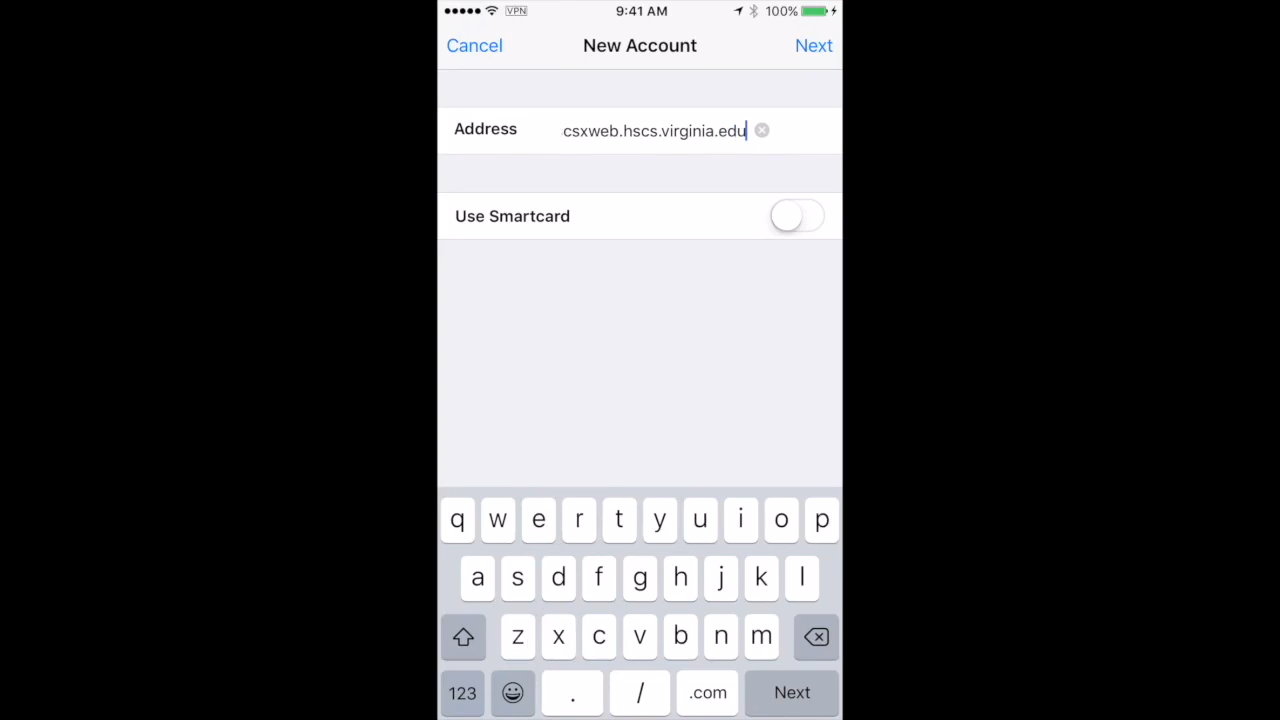 VPN 9:41 AM 100%
Cancel New Account Next
Address csxweb.hscs.virginia.edu
Use Smartcard
q w e r t y u i o p
a s d f g h j k l
z x c v b n m
123 . / .com Next